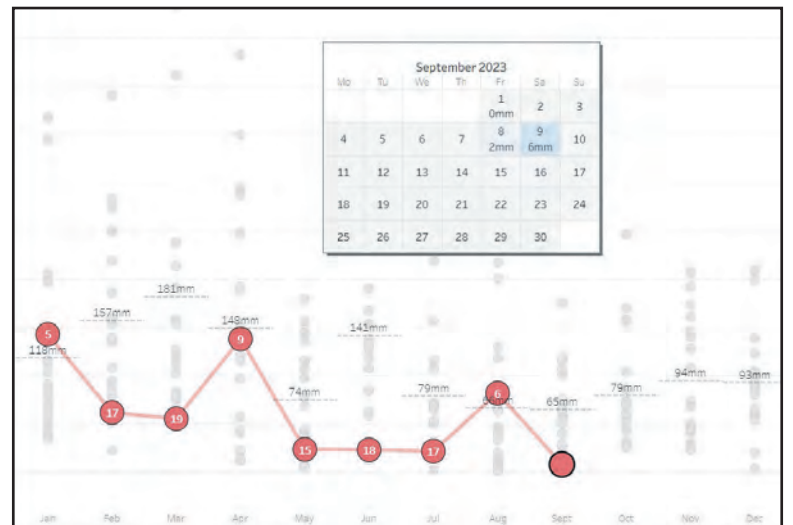 September 2023
Mo Tu We Th Fr Sa Su
1 2 3
0mm
4 5 6 7 8 9 10
2mm 6mm
11 12 13 14 15 16 17
18 19 20 21 22 23 24
25 26 27 28 29 30
181mm
157mm
148mm
141mm
5
9
118mm
94mm
93mm
74mm
79mm
6
79mm
65mm
17
19
15
18
17
Jan Feb Mar Apr May Jun Jul Aug Sept Oct Nov Dec